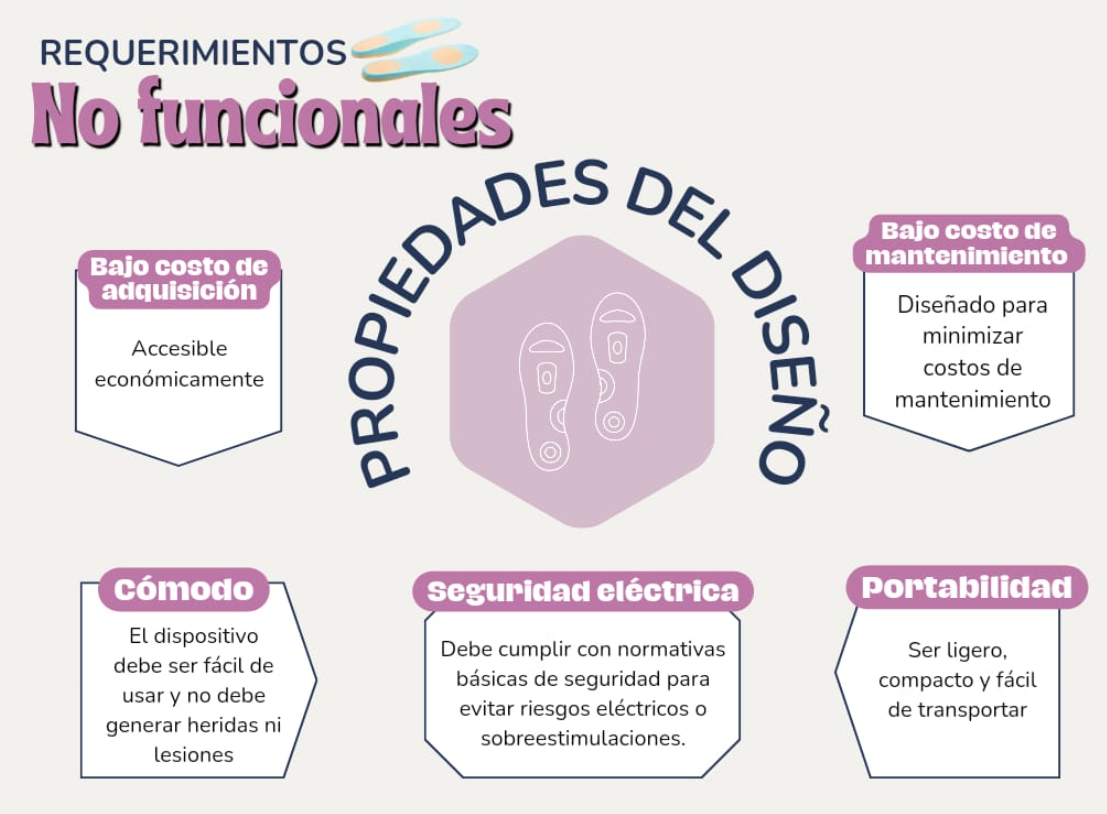 REQUERIMIENTOS
No funcionales
PROPIEDADES DEL DISEÑO
Bajo costo de
adquisición
Accesible
económicamente
Bajo costo de
mantenimiento
Diseñado para
minimizar
costos de
mantenimiento
Cómodo
El dispositivo
debe ser fácil de
usar y no debe
generar heridas ni
lesiones
Seguridad eléctrica
Debe cumplir con normativas
básicas de seguridad para
evitar riesgos eléctricos o
sobreestimulaciones.
Portabilidad
Ser ligero,
compacto y fácil
de transportar